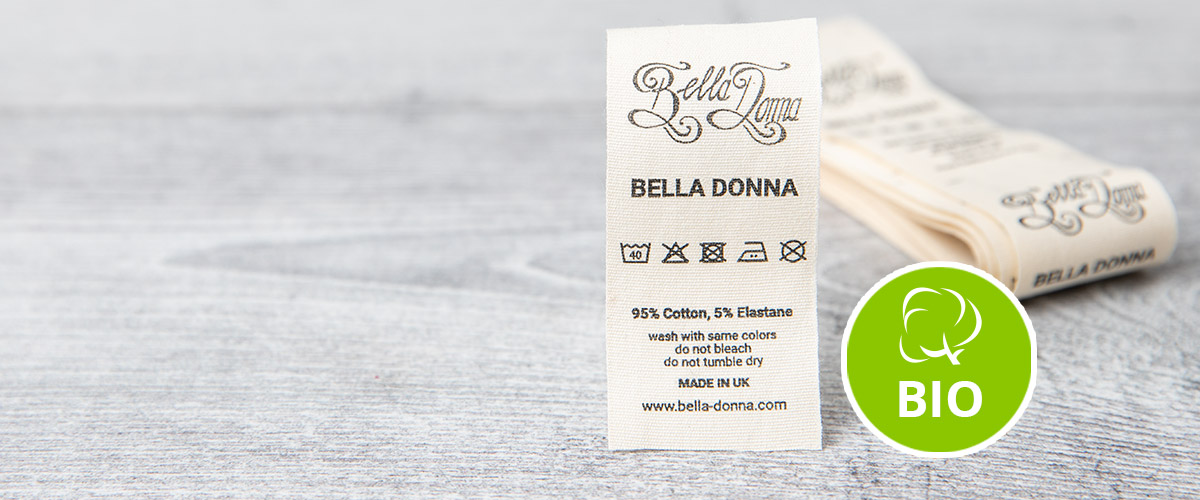 Bella Donna
BELLA DONNA
40
95% Cotton, 5% Elastane
wash with same colors
do not bleach
do not tumble dry
MADE IN UK
www.bella-donna.com
Bella Donna
BELLA DONNA
BIO